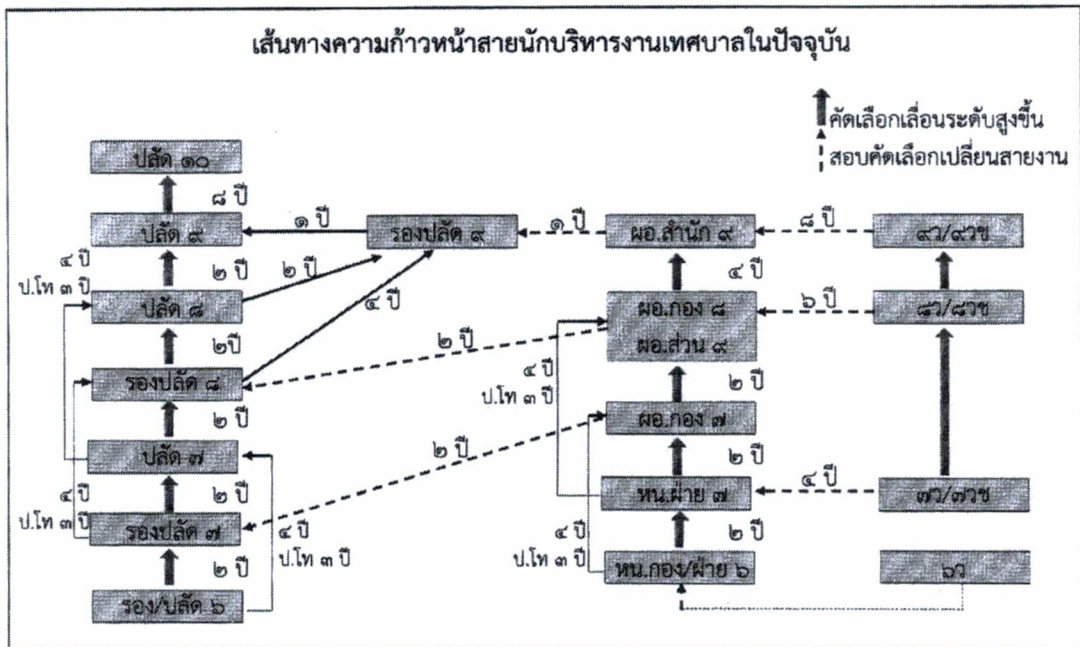 เส้นทางความก้าวหน้าสายนักบริหารงานเทศบาลในปัจจุบัน
คัดเลือกเลื่อนระดับสูงขึ้น
สอบคัดเลือกเปลี่ยนสายงาน
ปลัด ๑๐
๘ ปี
ปลัด ๙
๑ ปี
รองปลัด ๙
๑ ปี
ผอ.สำนัก ๙
๘ ปี
๙ว/๙วช
๔ ปี
ป.โท ๓ ปี
๒ ปี
๒ ปี
๔ ปี
๔ ปี
ปลัด ๘
ผอ.กอง ๘
ผอ.ส่วน ๙
๖ ปี
๘ว/๘วช
๒ปี
๒ ปี
รองปลัด ๘
๔ ปี
ป.โท ๓ ปี
๒ ปี
๒ ปี
ผอ.กอง ๗
ปลัด ๗
๒ ปี
๒ ปี
๔ ปี
ป.โท ๓ ปี
๒ ปี
หน.ฝ่าย ๗
๔ ปี
๗ว/๗วช
รองปลัด ๗
๔ ปี
ป.โท ๓ ปี
๒ ปี
๔ ปี
ป.โท ๓ ปี
๒ ปี
รอง/ปลัด ๖
หน.กอง/ฝ่าย ๖
๖ว